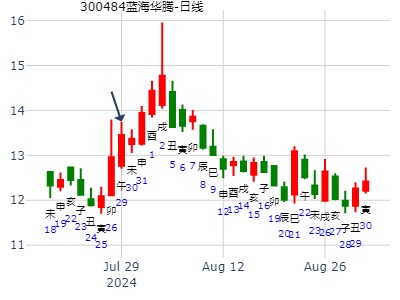 300484蓝海华腾-日线
16
15
14
13
12
11
未 申 亥 子 丑 寅 卯 午 未 申 酉 戌 丑 寅 卯 辰 巳 申 酉 戌 亥 子 卯 辰 巳 午 未 戌 亥 子 丑 寅
18 19 22 23 24 25 26 29 30 31 1 2 5 6 7 8 9 12 13 14 15 16 19 20 21 22 23 26 27 28 29 30
Jul 29 Aug 12 Aug 26
2024